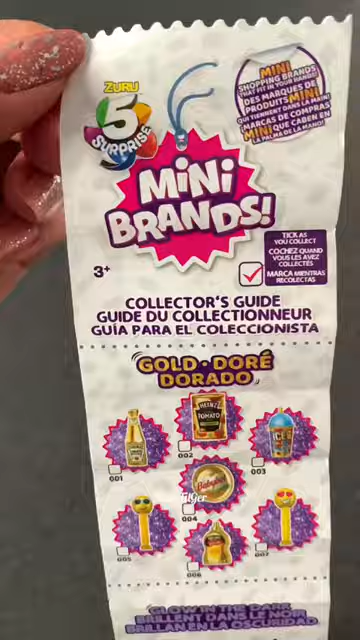 ZURU
5
SURPRISE
MINI
SHOPPING BRANDS
THAT FIT IN YOUR HAND!
DES MARQUES DE
PRODUITS MINI
QUI TIENNENT DANS LA MAIN!
MARCAS DE COMPRAS
MINI QUE CABEN EN
LA PALMA DE LA MANO!
MiNi
BRANDS!
3+
TICK AS
YOU COLLECT
COCHEZ QUAND
VOUS LES AVEZ
COLLECTÉS
MARCA MIENTRAS
RECOLECTAS
COLLECTOR'S GUIDE
GUIDE DU COLLECTIONNEUR
GUÍA PARA EL COLECCIONISTA
GOLD • DORÉ
DORADO
HEINZ
TOMATO
ICEE
001
002
003
Babybel
004
005
006
007
GLOW IN THE DARK
BRILLENT DANS LE NOIR
BRILLAN EN LA OSCURIDAD